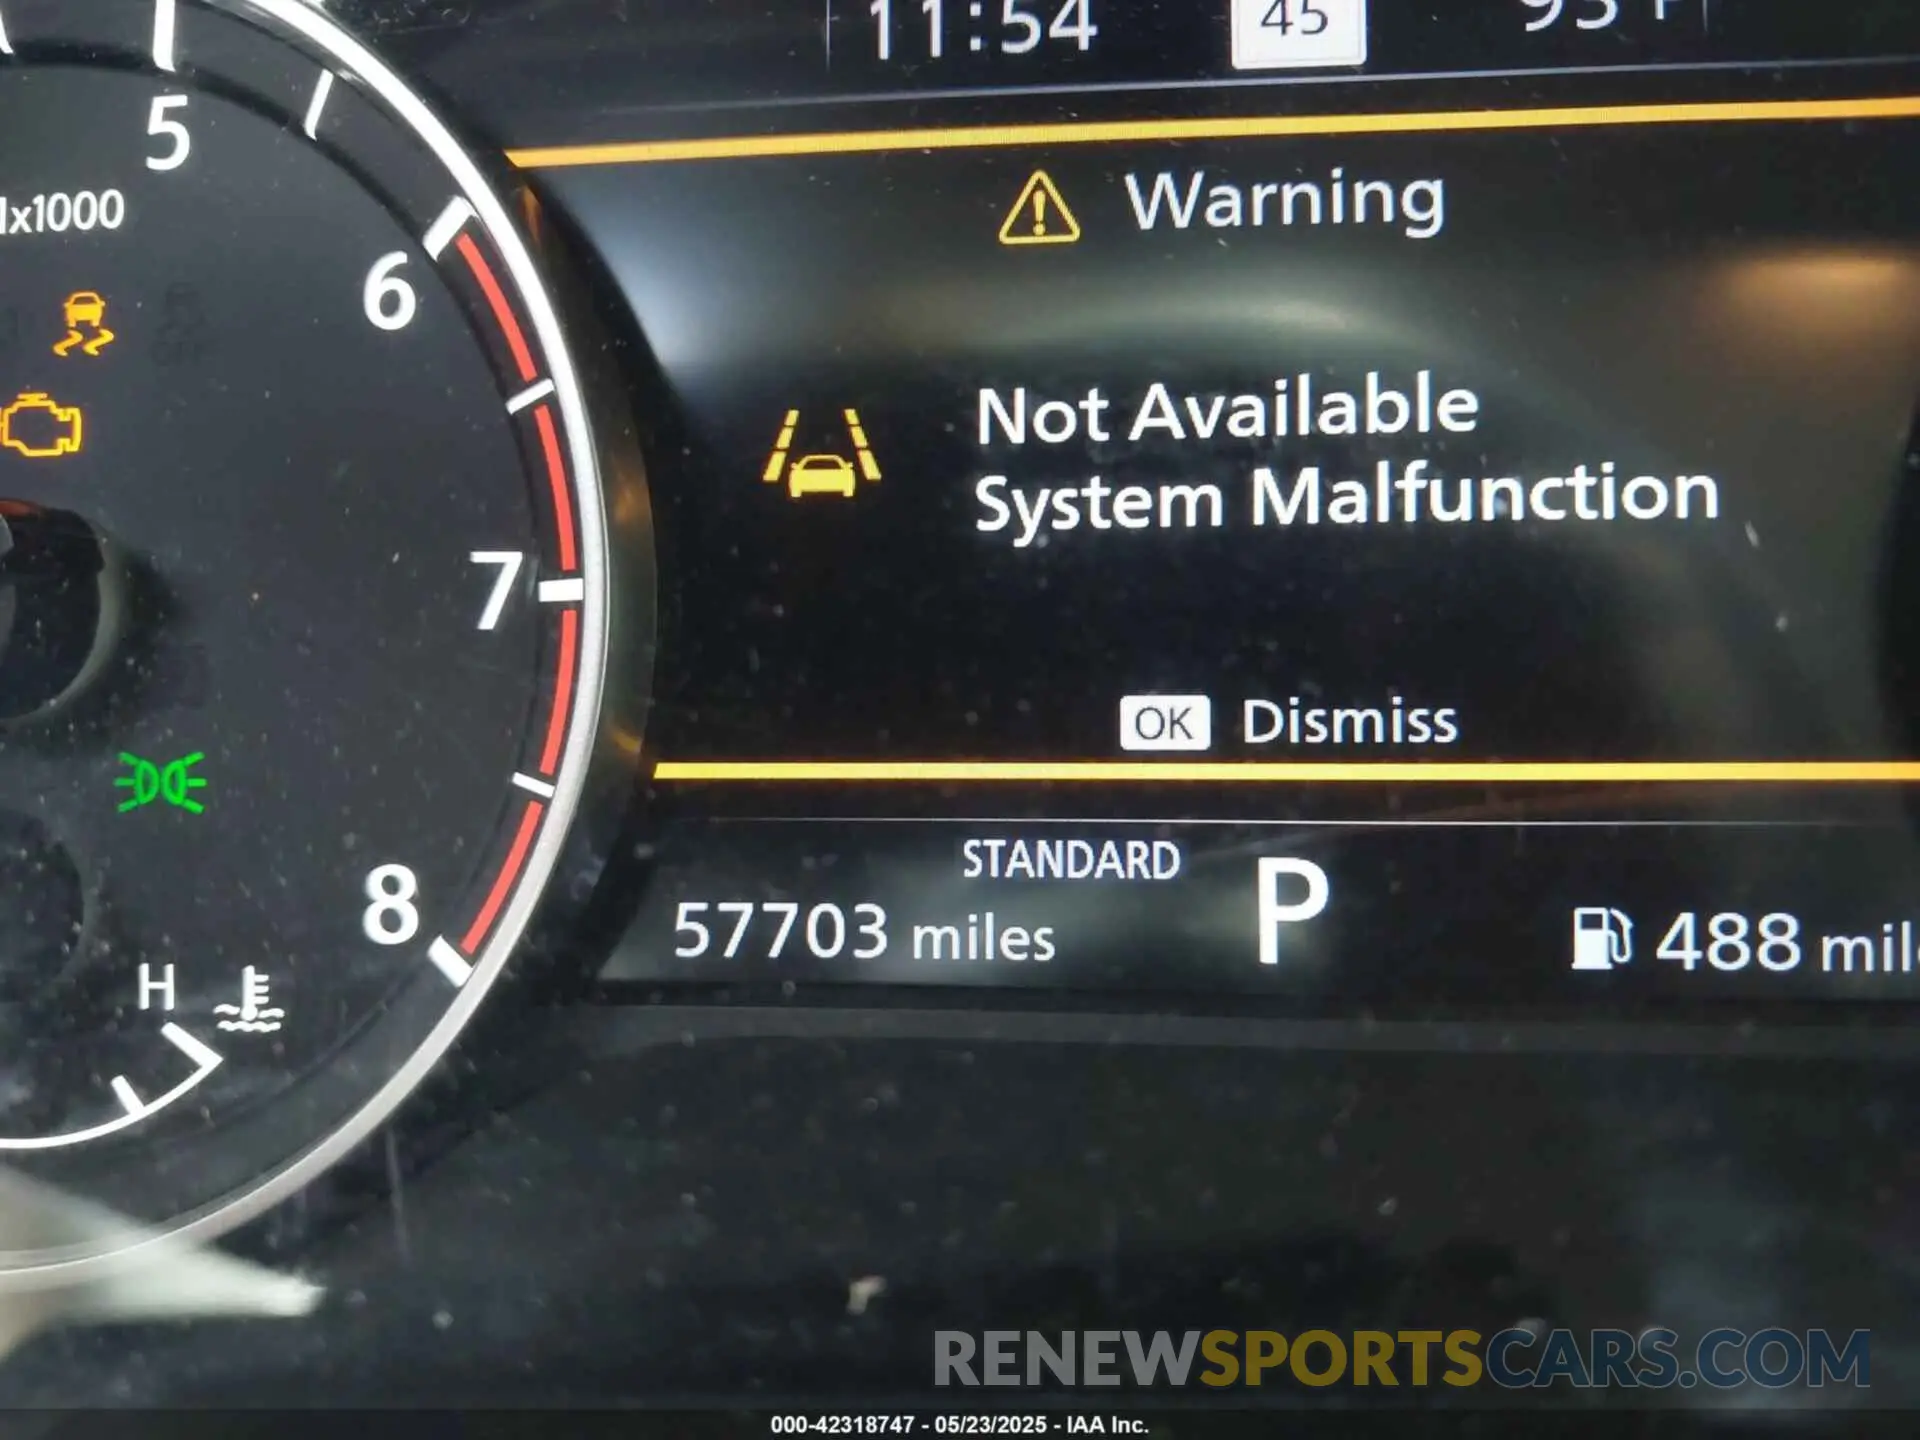 11:54
45
5
x1000
Warning
6
Not Available
System Malfunction
7
OK Dismiss
STANDARD
8
57703 miles
P
488
H
RENEWSPORTSCARS.COM
000-42318747 - 05/23/2025 - IAA Inc.